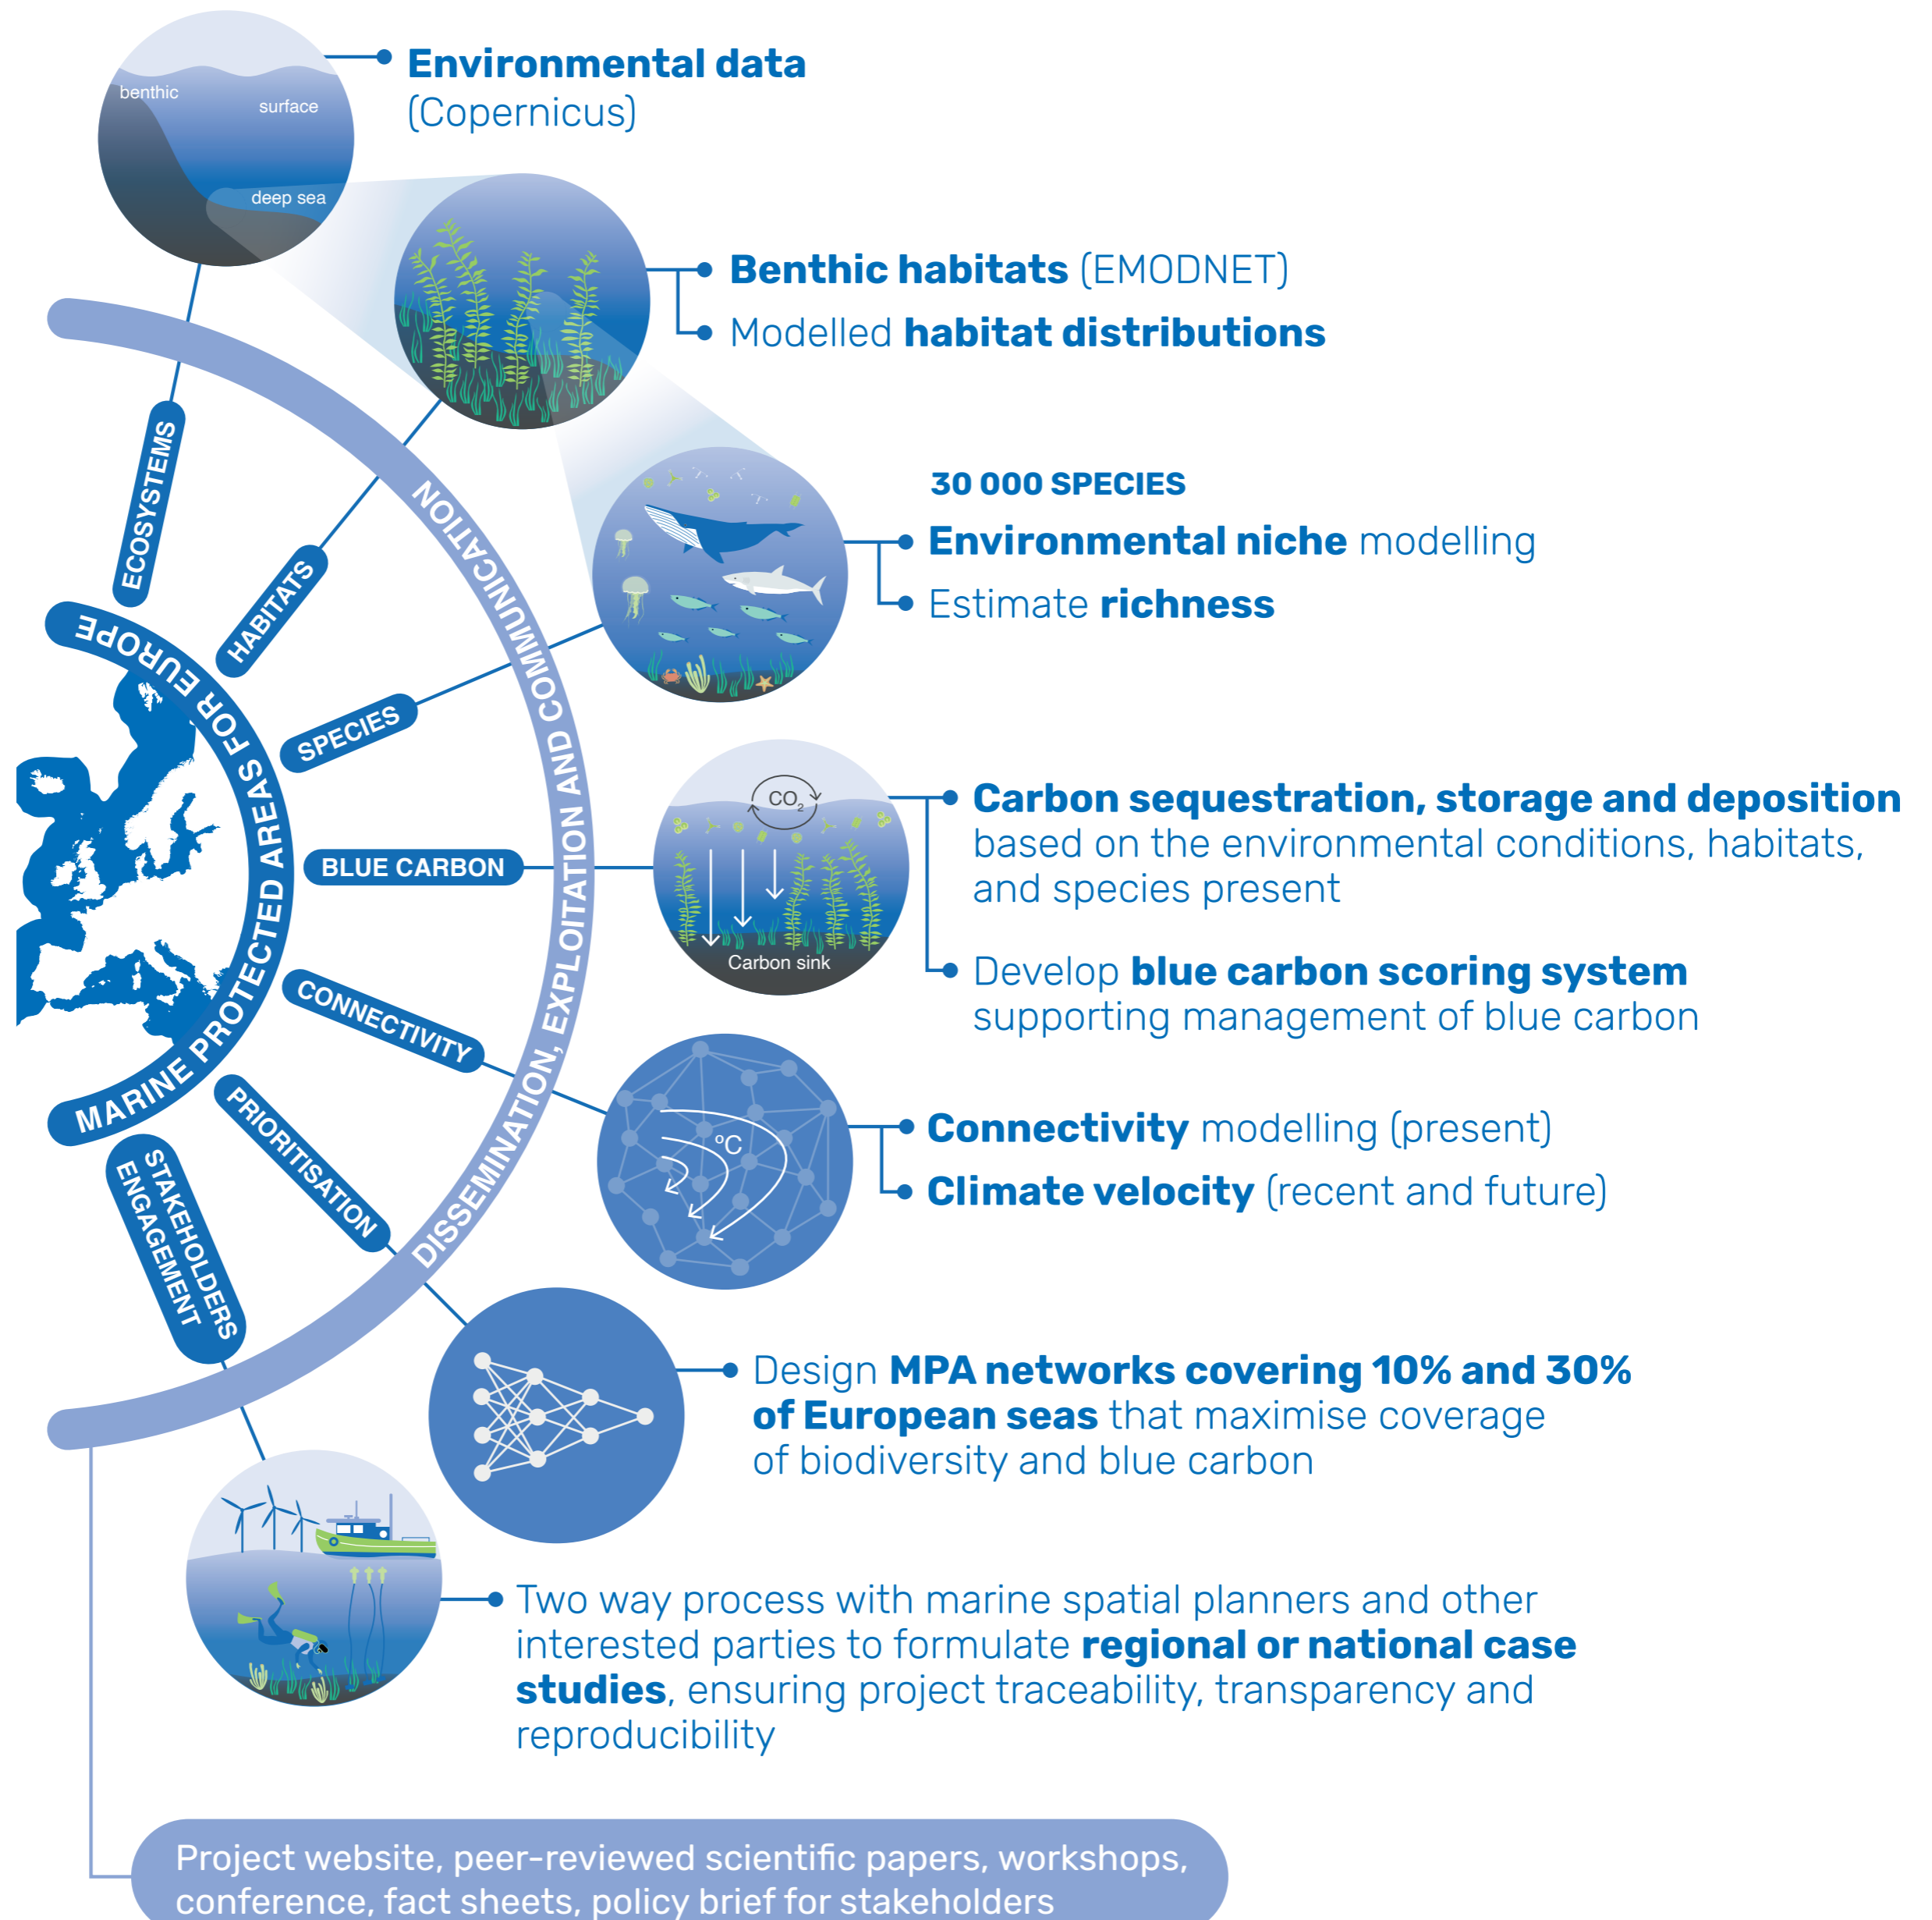 Environmental data
(Copernicus)
benthic
surface
deep sea
Benthic habitats (EMODNET)
Modelled habitat distributions
30 000 SPECIES
Environmental niche modelling
Estimate richness
CO₂
Carbon sink
Carbon sequestration, storage and deposition
based on the environmental conditions, habitats,
and species present
Develop blue carbon scoring system
supporting management of blue carbon
ºC
Connectivity modelling (present)
Climate velocity (recent and future)
Design MPA networks covering 10% and 30%
of European seas that maximise coverage
of biodiversity and blue carbon
Two way process with marine spatial planners and other
interested parties to formulate regional or national case
studies, ensuring project traceability, transparency and
reproducibility
ECOSYSTEMS
HABITATS
SPECIES
BLUE CARBON
CONNECTIVITY
PRIORITISATION
STAKEHOLDERS
ENGAGEMENT
MARINE PROTECTED AREAS FOR EUROPE
DISSEMINATION, EXPLOITATION AND COMMUNICATION
Project website, peer-reviewed scientific papers, workshops,
conference, fact sheets, policy brief for stakeholders